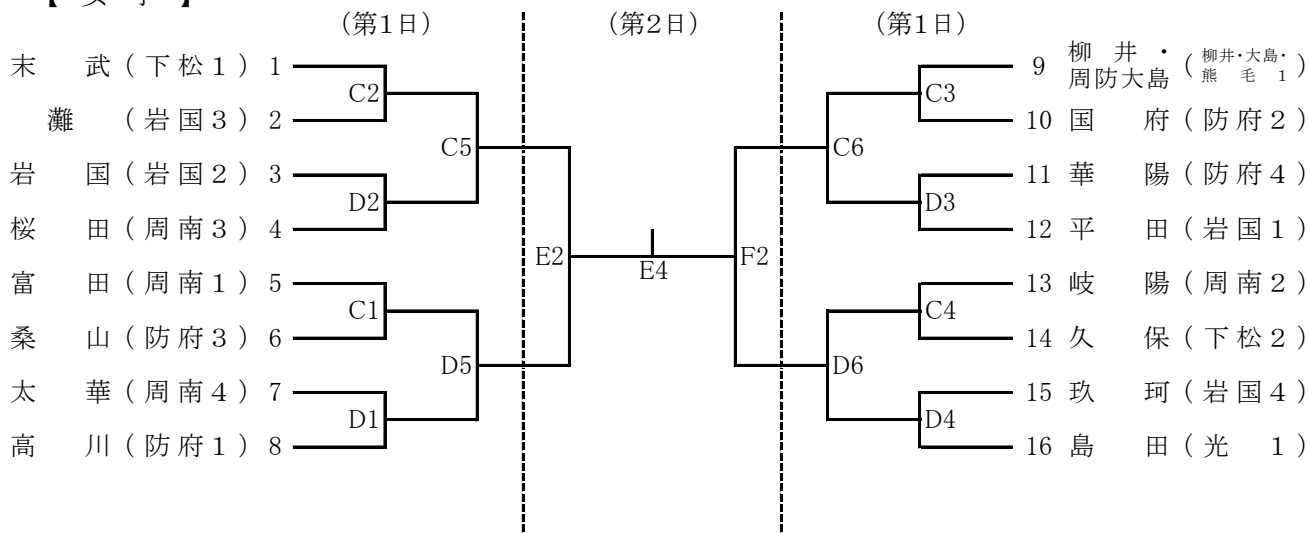 【 女 子 】
（第１日） （第２日） （第１日）
末 武（下松１）1
灘 （岩国３）2
岩 国（岩国２）3
桜 田（周南３）4
富 田（周南１）5
桑 山（防府３）6
太 華（周南４）7
高 川（防府１）8
C2
D2
C1
D1
C5
D5
E2
E4
F2
C6
D6
C3
D3
C4
D4
9 柳 井 ・ 周防大島（柳井・大島・熊 毛 1）
10 国 府（防府２）
11 華 陽（防府４）
12 平 田（岩国１）
13 岐 陽（周南２）
14 久 保（下松２）
15 玖 珂（岩国４）
16 島 田（光 １）